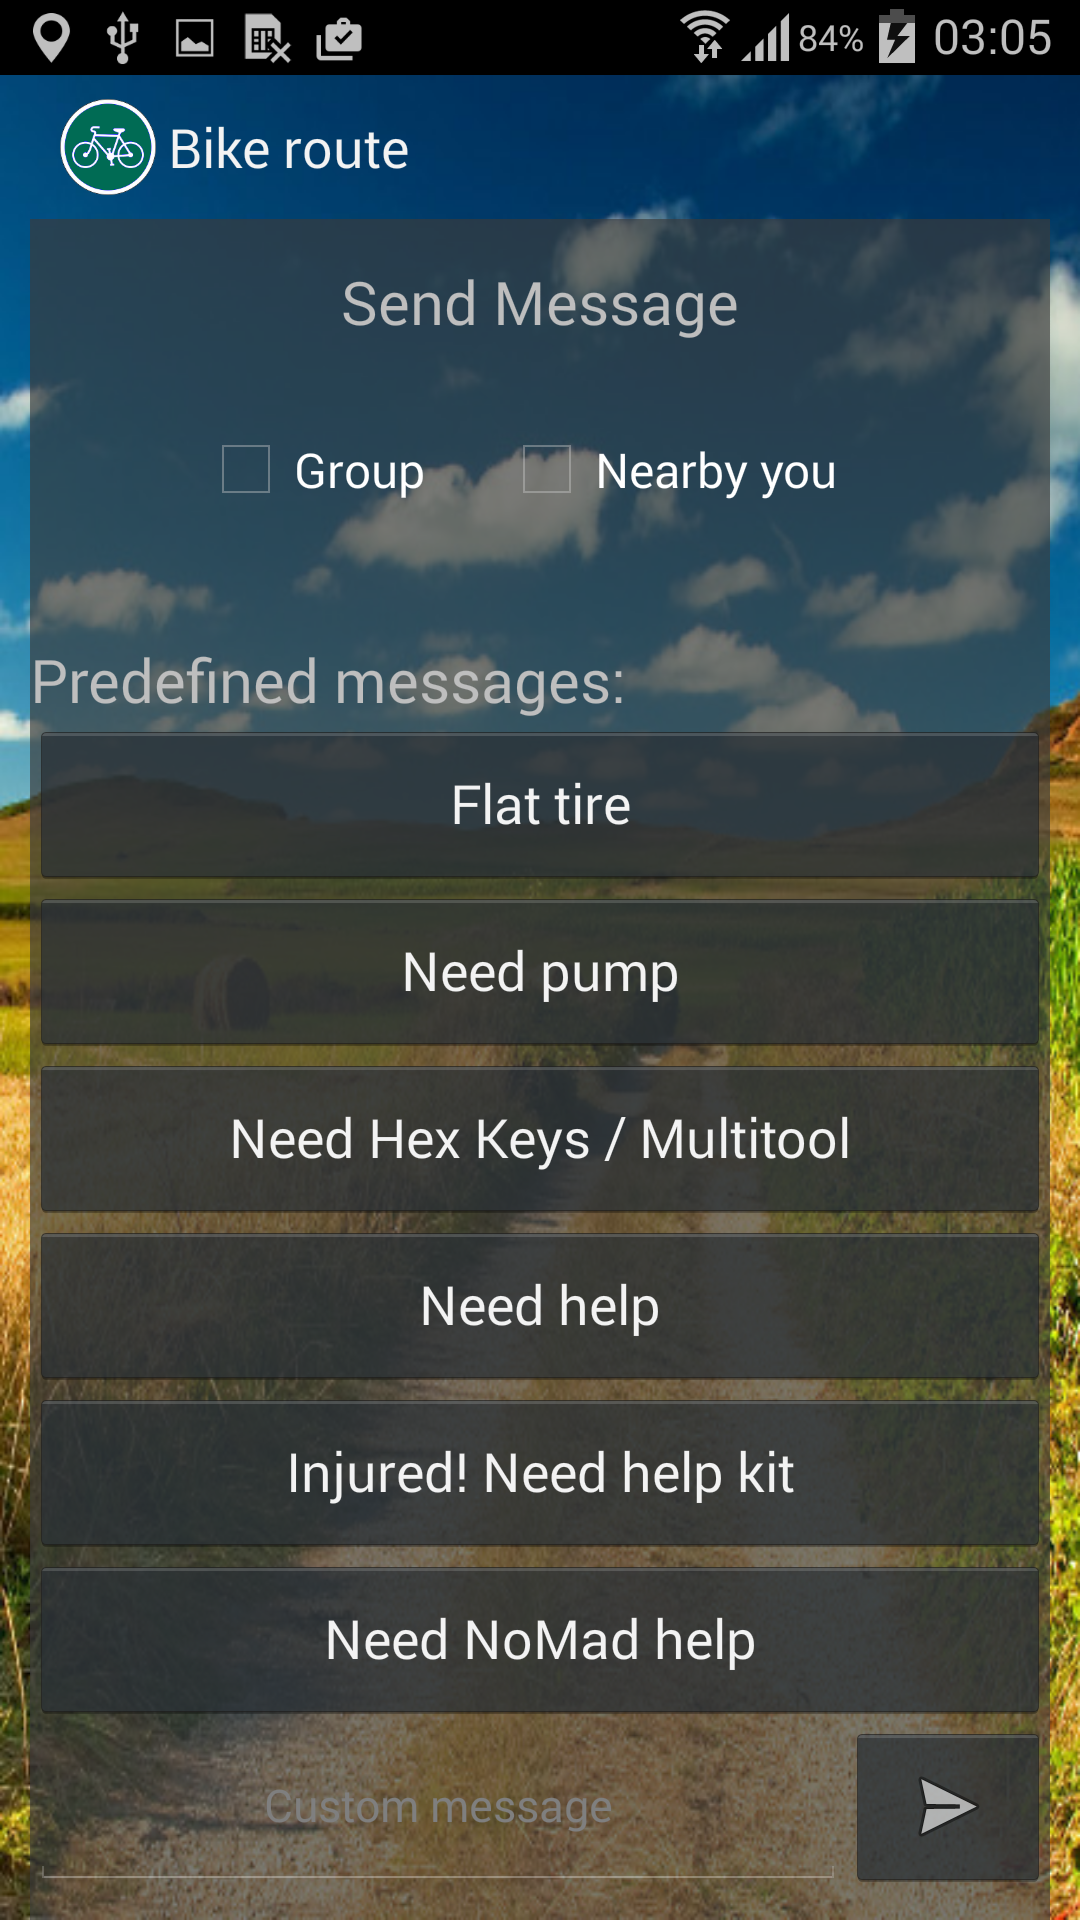 84% 03:05
Bike route
Send Message
Group Nearby you
Predefined messages:
Flat tire
Need pump
Need Hex Keys / Multitool
Need help
Injured! Need help kit
Need NoMad help
Custom message